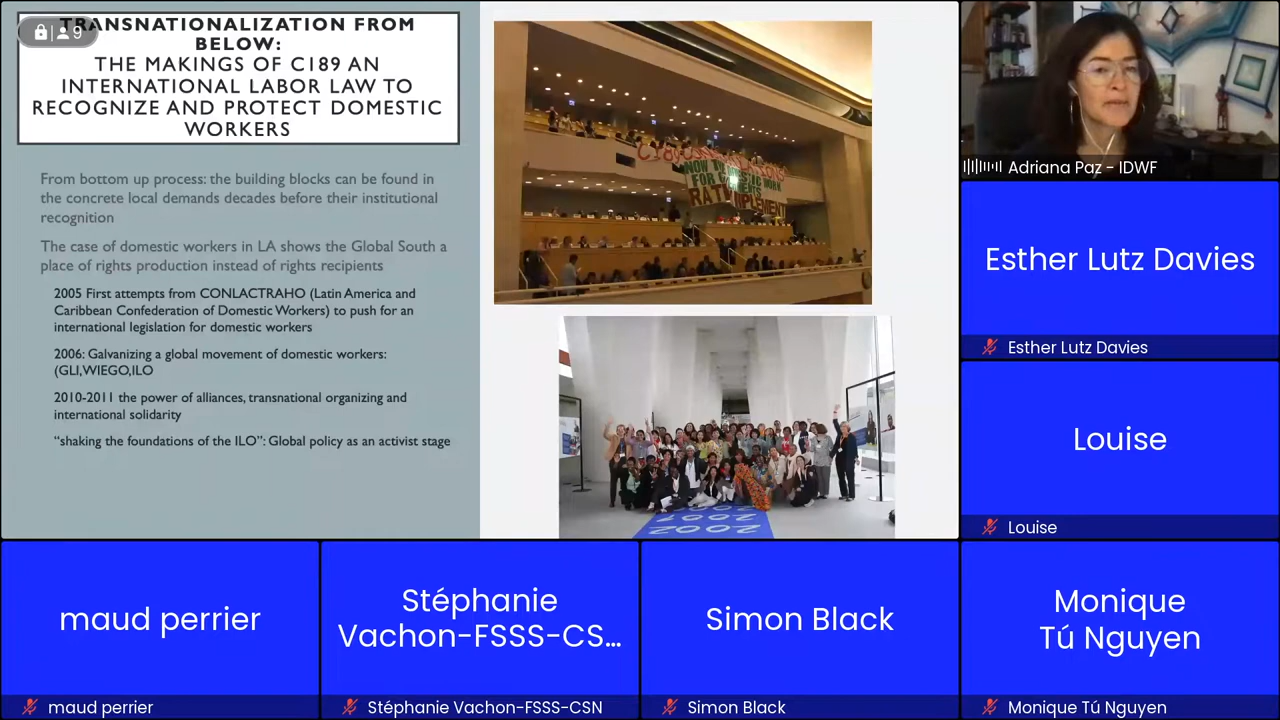 TRANSNATIONALIZATION FROM
BELOW:
THE MAKINGS OF C189 AN
INTERNATIONAL LABOR LAW TO
RECOGNIZE AND PROTECT DOMESTIC
WORKERS
9
From bottom up process: the building blocks can be found in
the concrete local demands decades before their institutional
recognition
The case of domestic workers in LA shows the Global South a
place of rights production instead of rights recipients
2005 First attempts from CONLACTRAHO (Latin America and
Caribbean Confederation of Domestic Workers) to push for an
international legislation for domestic workers
2006: Galvanizing a global movement of domestic workers:
(GLI,WIEGO,ILO
2010-2011 the power of alliances, transnational organizing and
international solidarity
“shaking the foundations of the ILO”: Global policy as an activist stage
C189
NOW
DOMESTIC WORK
FOR
2002
Adriana Paz - IDWF
Esther Lutz Davies
Esther Lutz Davies
Louise
Louise
maud perrier
maud perrier
Stéphanie
Vachon-FSSS-CS...
Stéphanie Vachon-FSSS-CSN
Simon Black
Simon Black
Monique
Tú Nguyen
Monique Tú Nguyen